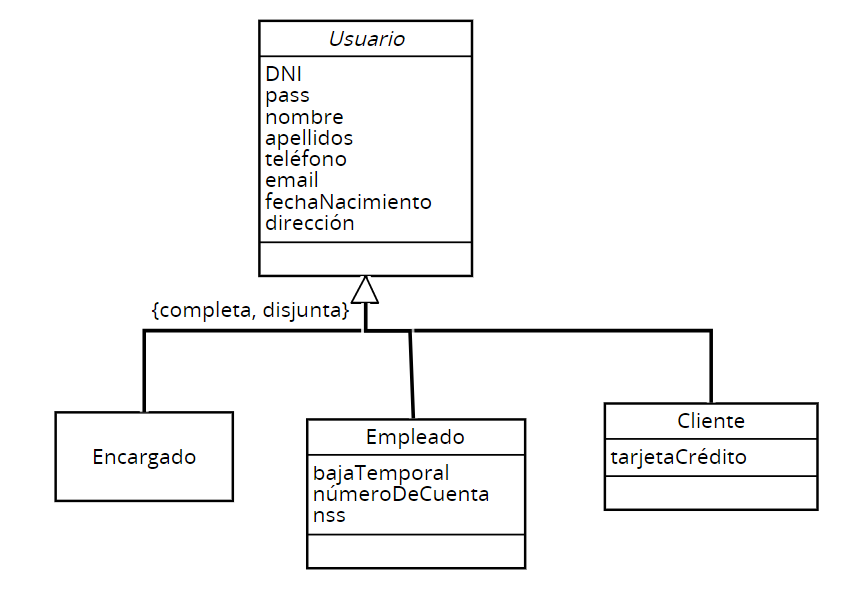 Usuario
DNI
pass
nombre
apellidos
teléfono
email
fechaNacimiento
dirección
{completa, disjunta}
Encargado
Empleado
bajaTemporal
númeroDeCuenta
nss
Cliente
tarjetaCrédito